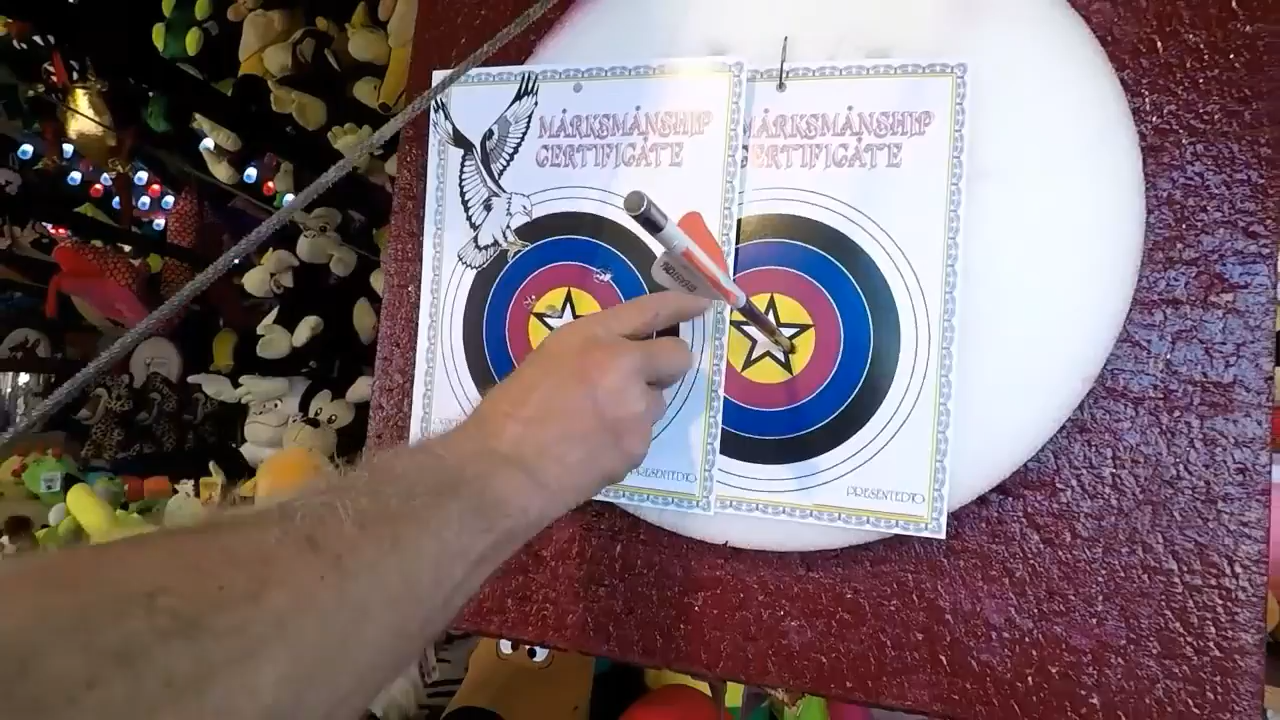 MARKSMANSHIP
CERTIFICATE
MARKSMANSHIP
CERTIFICATE
PRESENTED TO
PRESENTED TO